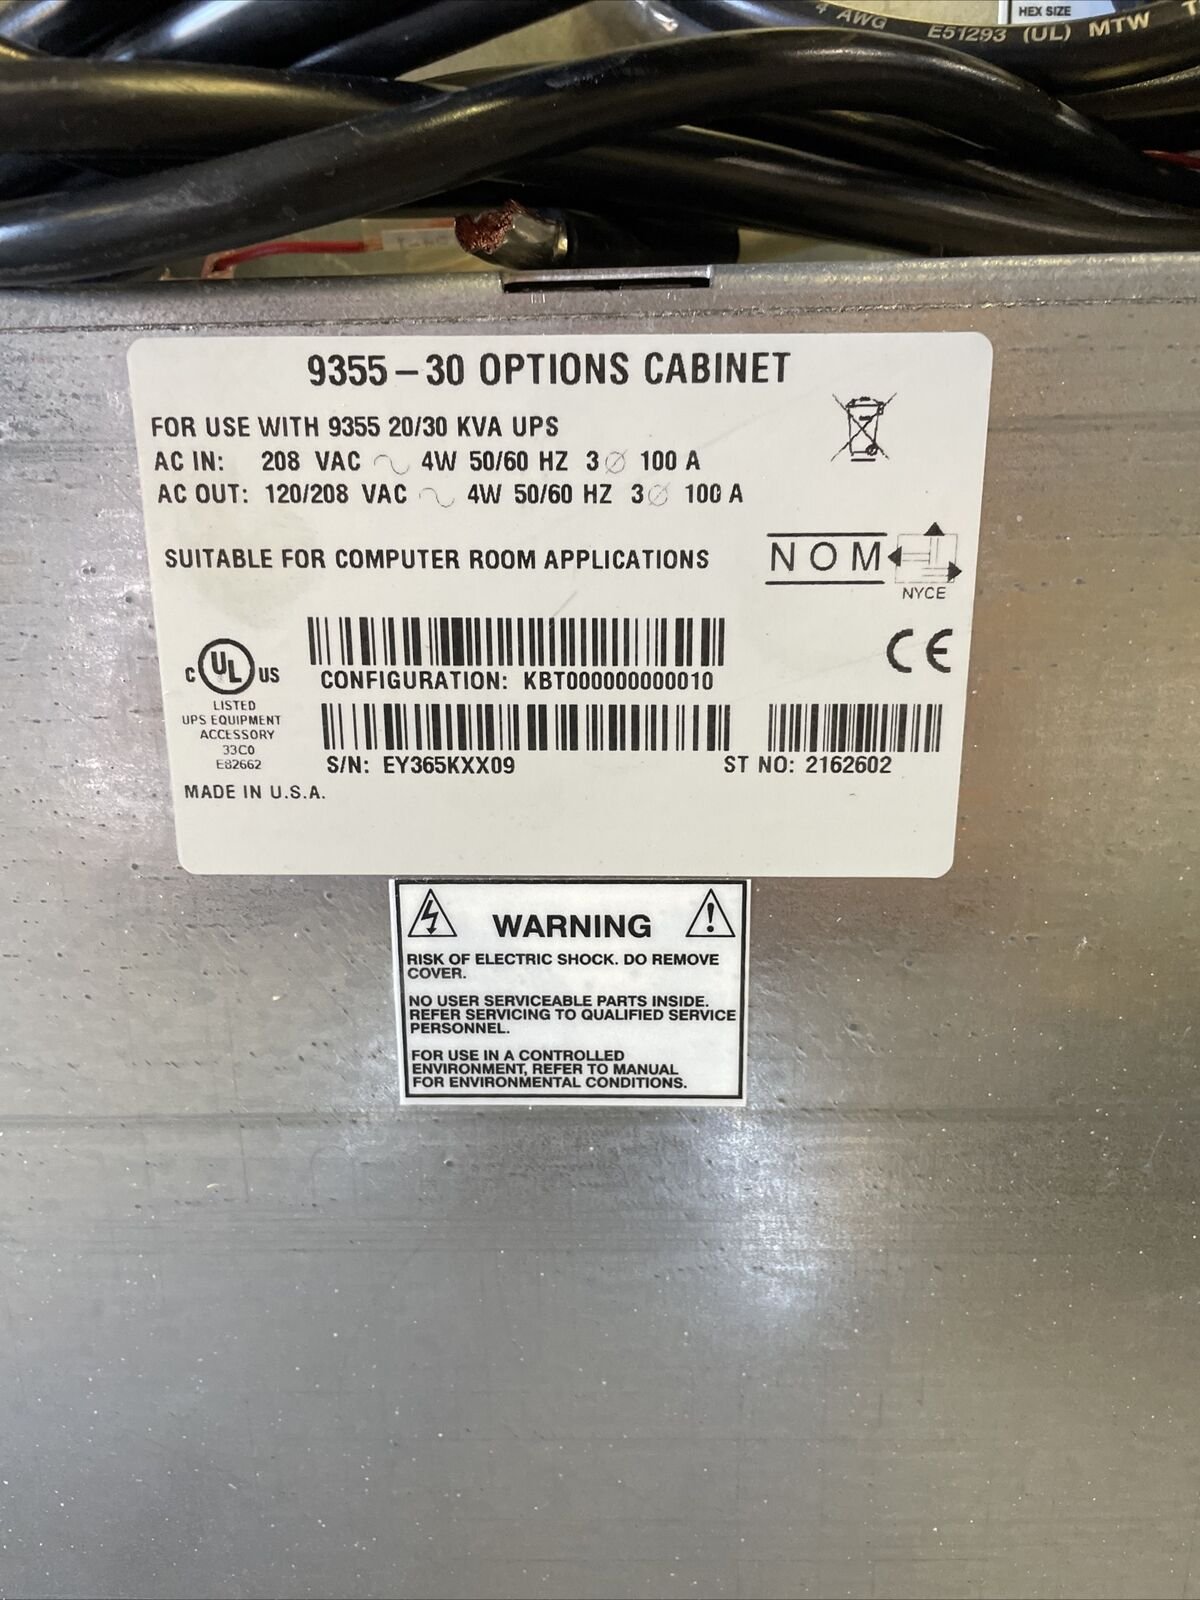 HEX SIZE
4 AWG E51293 (UL) MTW
9355-30 OPTIONS CABINET
FOR USE WITH 9355 20/30 KVA UPS
AC IN: 208 VAC ∿ 4W 50/60 HZ 3∅ 100 A
AC OUT: 120/208 VAC ∿ 4W 50/60 HZ 3∅ 100 A
SUITABLE FOR COMPUTER ROOM APPLICATIONS
NOM
NYCE
CE
C UL US
LISTED
UPS EQUIPMENT
ACCESSORY
33C0
E82662
CONFIGURATION: KBT000000000010
S/N: EY365KXX09
ST NO: 2162602
MADE IN U.S.A.
WARNING
RISK OF ELECTRIC SHOCK. DO REMOVE
COVER.
NO USER SERVICEABLE PARTS INSIDE.
REFER SERVICING TO QUALIFIED SERVICE
PERSONNEL.
FOR USE IN A CONTROLLED
ENVIRONMENT, REFER TO MANUAL
FOR ENVIRONMENTAL CONDITIONS.